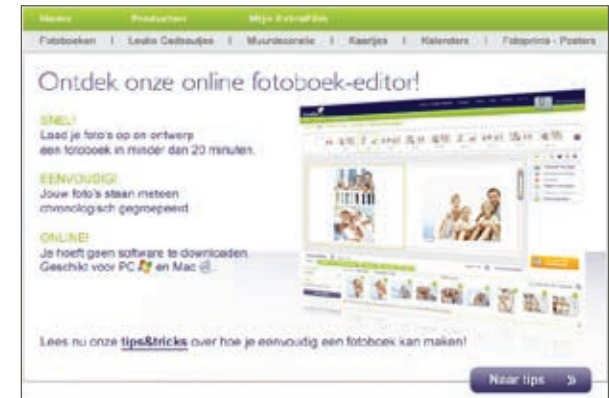 Home Producten Mijn ExtraFilm
Fotoboeken | Leuke Cadeautjes | Muurdecoratie | Kaartjes | Kalenders | Fotoprints - Posters
Ontdek onze online fotoboek-editor!
SNEL!
Laad je foto's op en ontwerp
een fotoboek in minder dan 20 minuten.
EENVOUDIG!
Jouw foto's staan meteen
chronologisch gegroepeerd
ONLINE!
Je hoeft geen software te downloaden.
Geschikt voor PC en Mac
Lees nu onze tips&tricks over hoe je eenvoudig een fotoboek kan maken!
Naar tips »